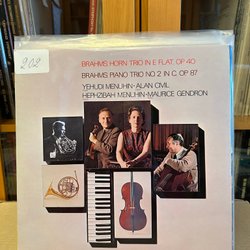 202
BRAHMS: HORN TRIO IN E FLAT, OP 40
BRAHMS: PIANO TRIO NO 2 IN C, OP 87
YEHUDI MENUHIN · ALAN CIVIL
HEPHZIBAH MENUHIN · MAURICE GENDRON